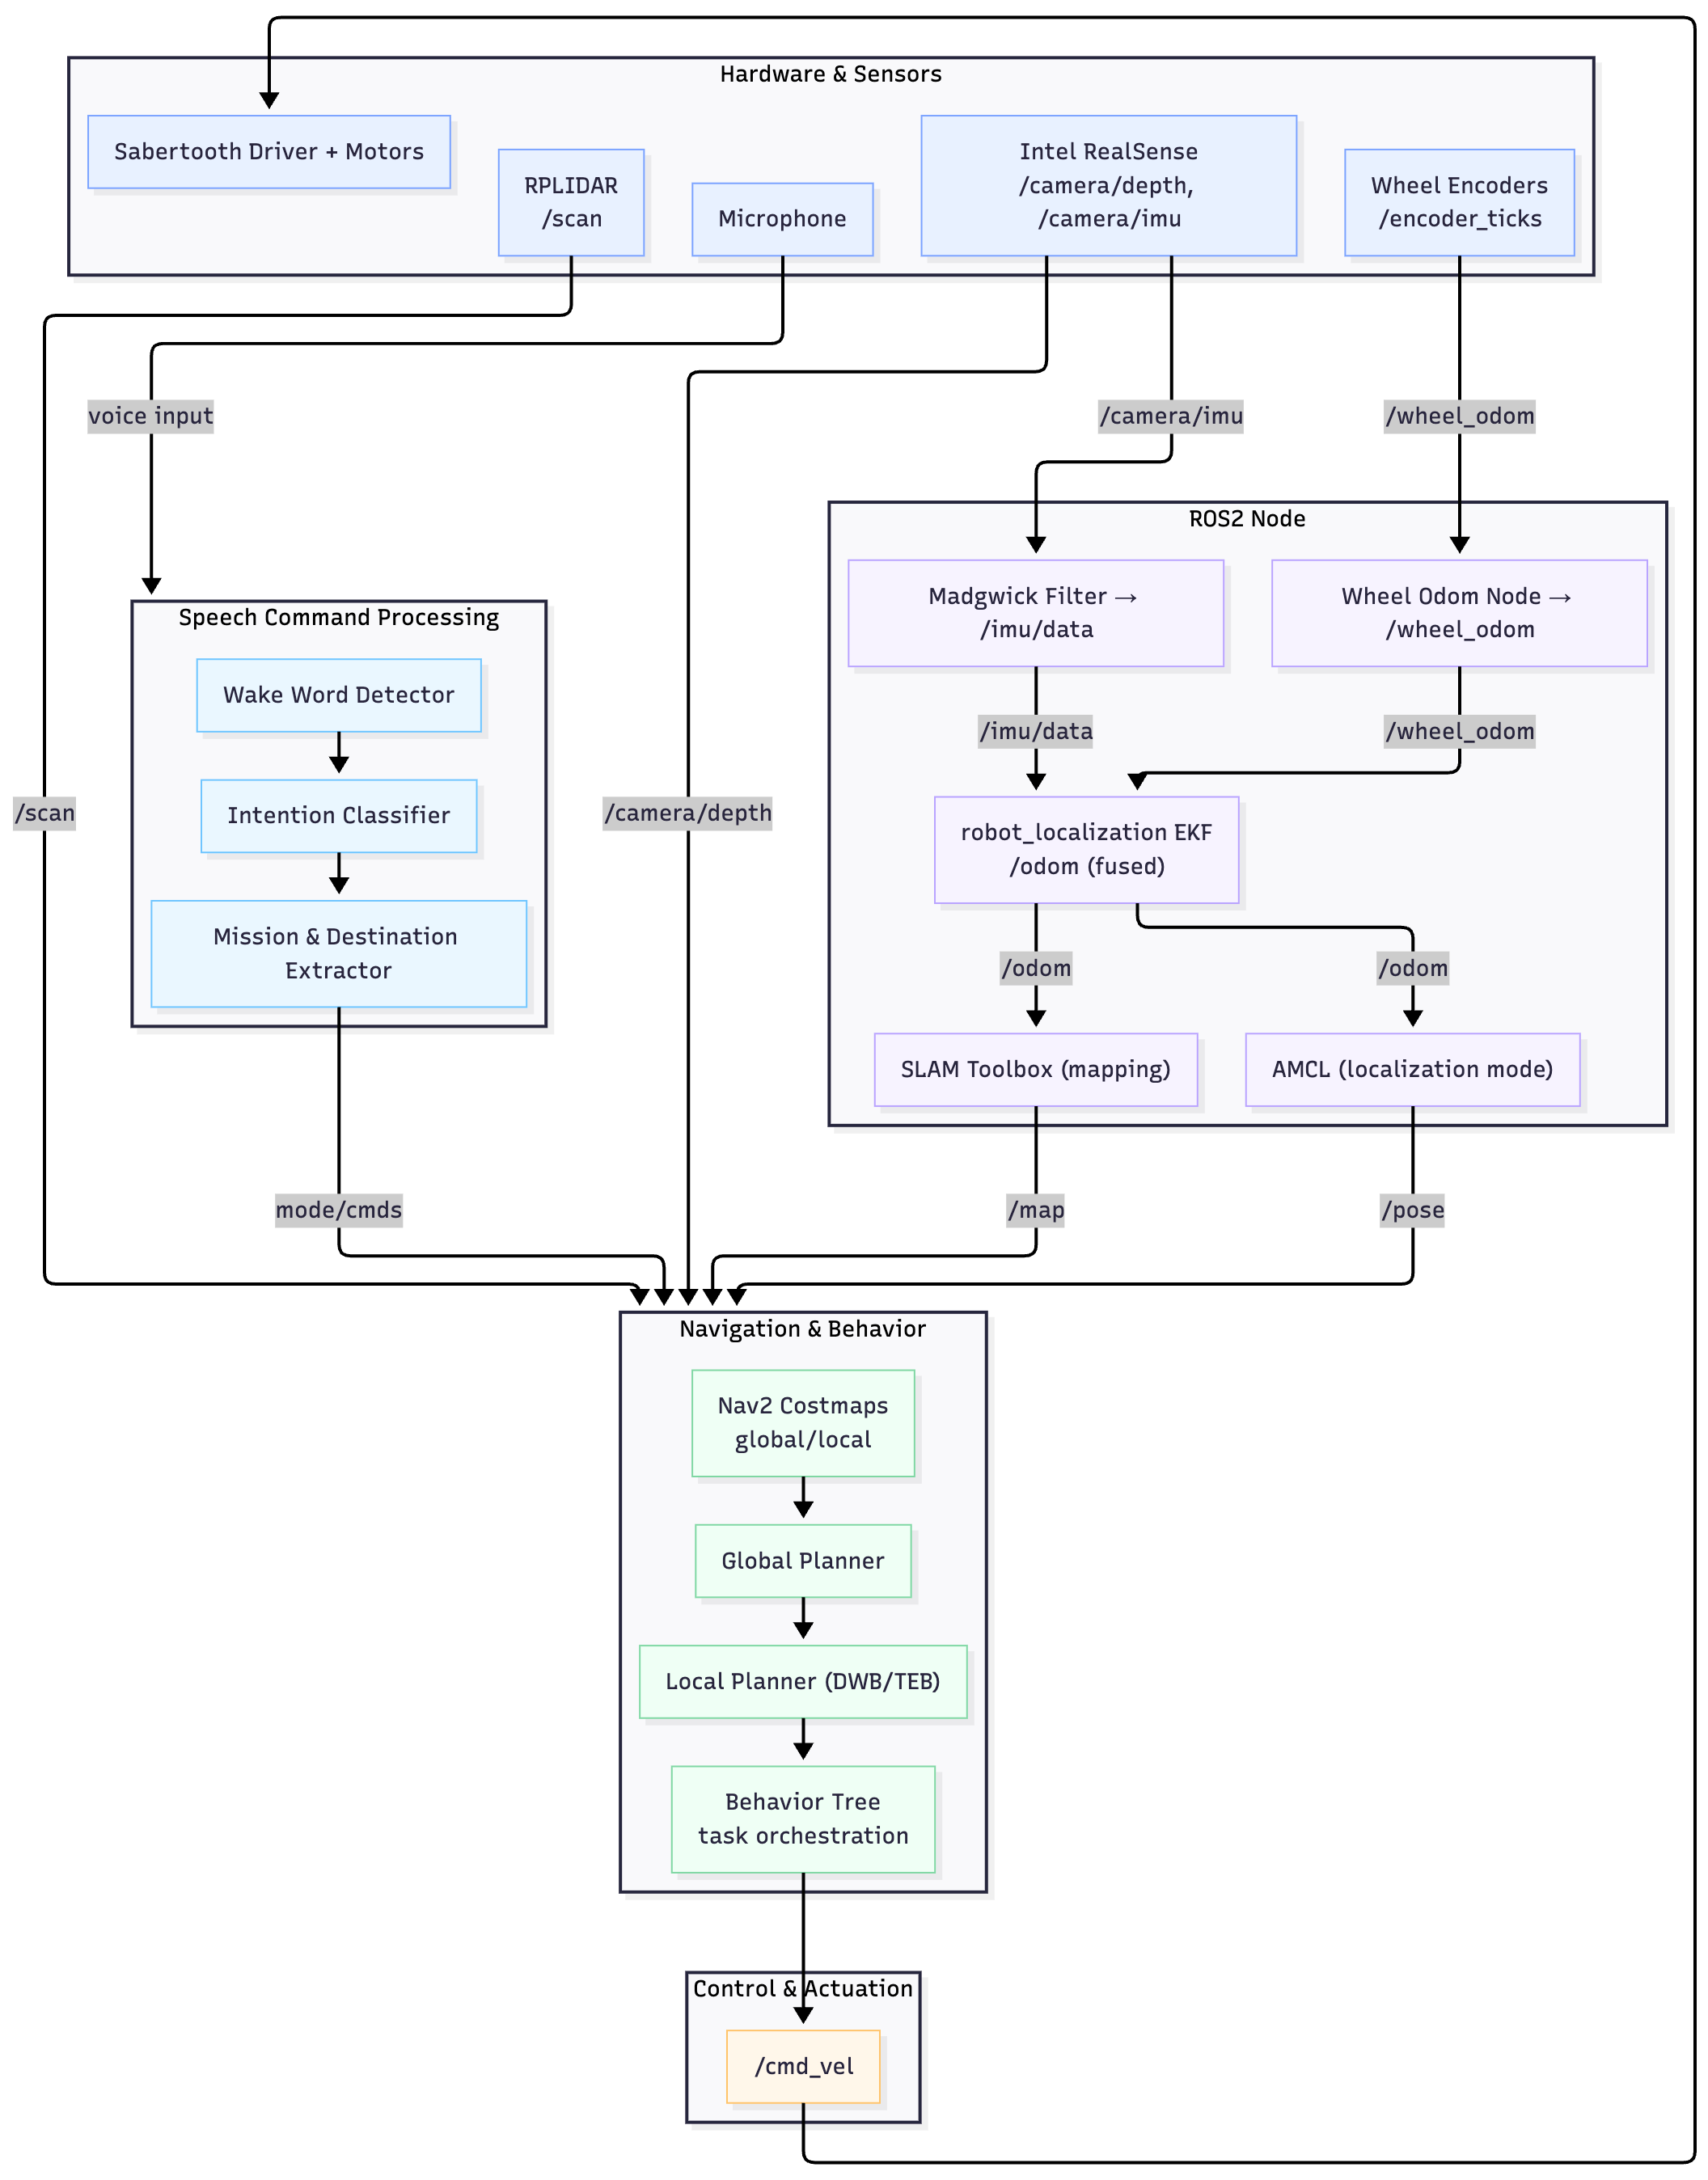 Hardware & Sensors
Sabertooth Driver + Motors
RPLIDAR
/scan
Microphone
Intel RealSense
/camera/depth,
/camera/imu
Wheel Encoders
/encoder_ticks
voice input
/camera/imu
/wheel_odom
ROS2 Node
Madgwick Filter →
/imu/data
Wheel Odom Node →
/wheel_odom
Speech Command Processing
Wake Word Detector
Intention Classifier
Mission & Destination
Extractor
/scan
/camera/depth
/imu/data
/wheel_odom
robot_localization EKF
/odom (fused)
/odom
/odom
SLAM Toolbox (mapping)
AMCL (localization mode)
mode/cmds
/map
/pose
Navigation & Behavior
Nav2 Costmaps
global/local
Global Planner
Local Planner (DWB/TEB)
Behavior Tree
task orchestration
Control & Actuation
/cmd_vel